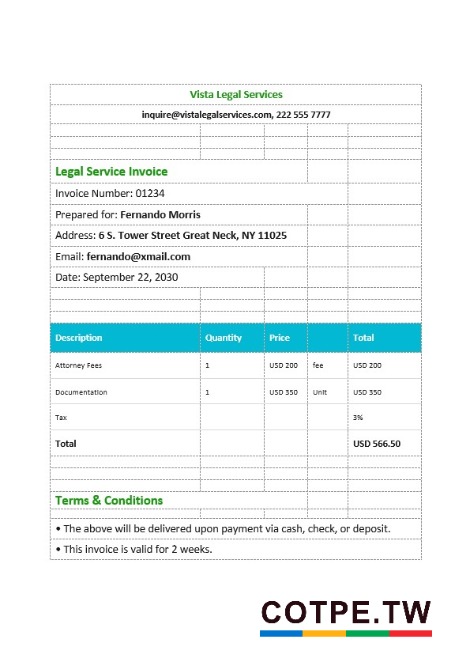 Vista Legal Services
inquire@vistalegalservices.com, 222 555 7777
Legal Service Invoice
Invoice Number: 01234
Prepared for: Fernando Morris
Address: 6 S. Tower Street Great Neck, NY 11025
Email: fernando@xmail.com
Date: September 22, 2030
Description Quantity Price Total
Attorney Fees 1 USD 200 fee USD 200
Documentation 1 USD 350 Unit USD 350
Tax 3%
Total USD 566.50
Terms & Conditions
• The above will be delivered upon payment via cash, check, or deposit.
• This invoice is valid for 2 weeks.
COTPE.TW